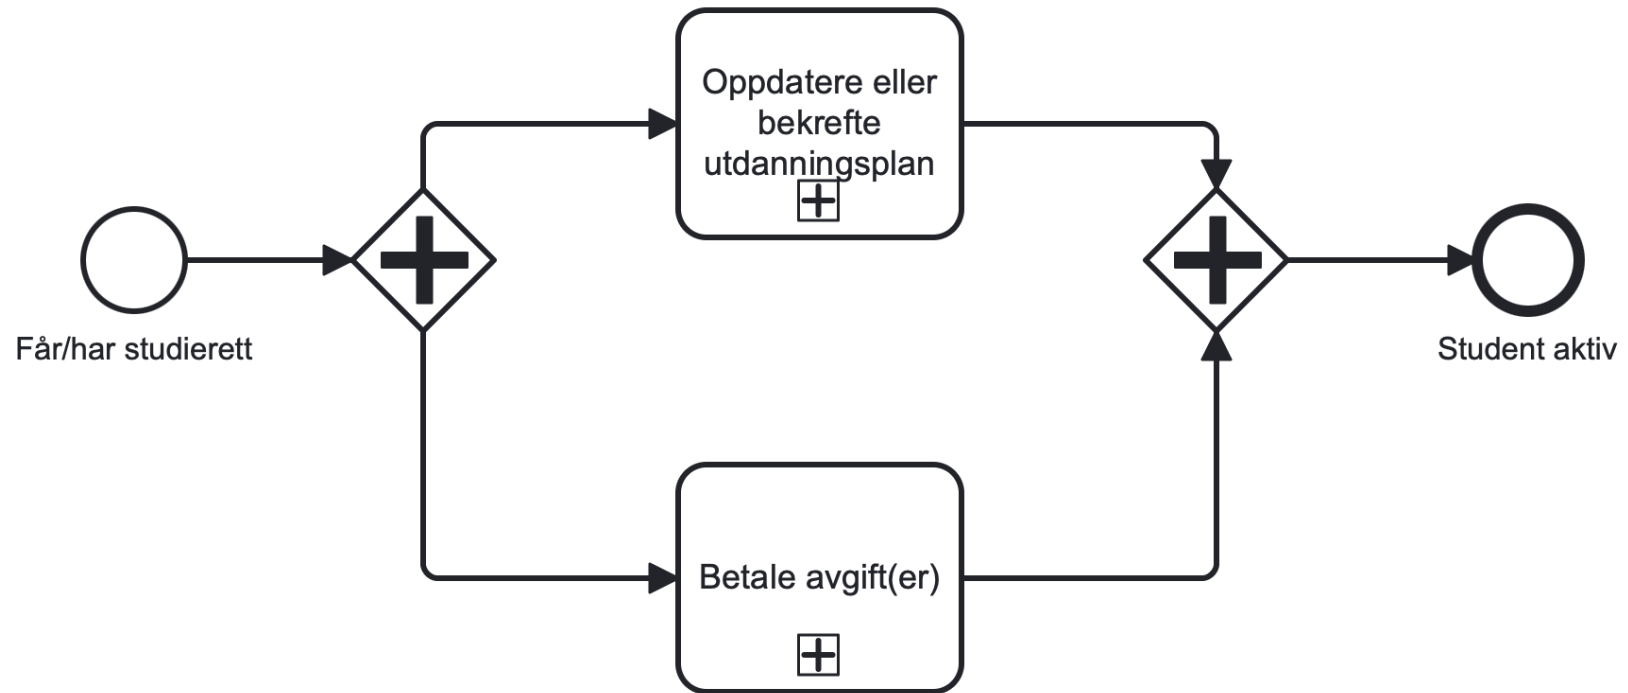 Oppdatere eller
bekrefte
utdanningsplan
Får/har studierett
Student aktiv
Betale avgift(er)